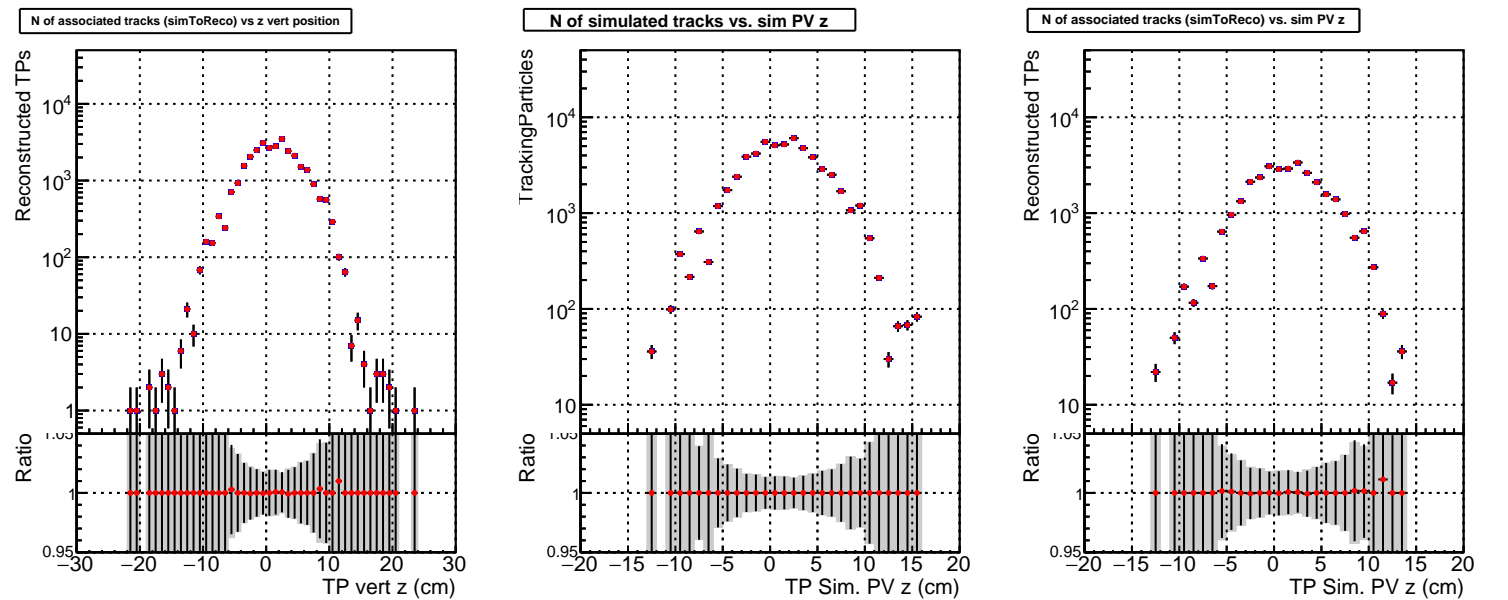 N of associated tracks (simToReco) vs z vert position
Reconstructed TPs
10^4
10^3
10^2
10
1
Ratio
1.05
1
0.95
−30 −20 −10 0 10 20 30
TP vert z (cm)
N of simulated tracks vs. sim PV z
TrackingParticles
10^4
10^3
10^2
10
Ratio
1.05
1
0.95
−20 −15 −10 −5 0 5 10 15 20
TP Sim. PV z (cm)
N of associated tracks (simToReco) vs. sim PV z
Reconstructed TPs
10^4
10^3
10^2
10
Ratio
1.05
1
0.95
−20 −15 −10 −5 0 5 10 15 20
TP Sim. PV z (cm)